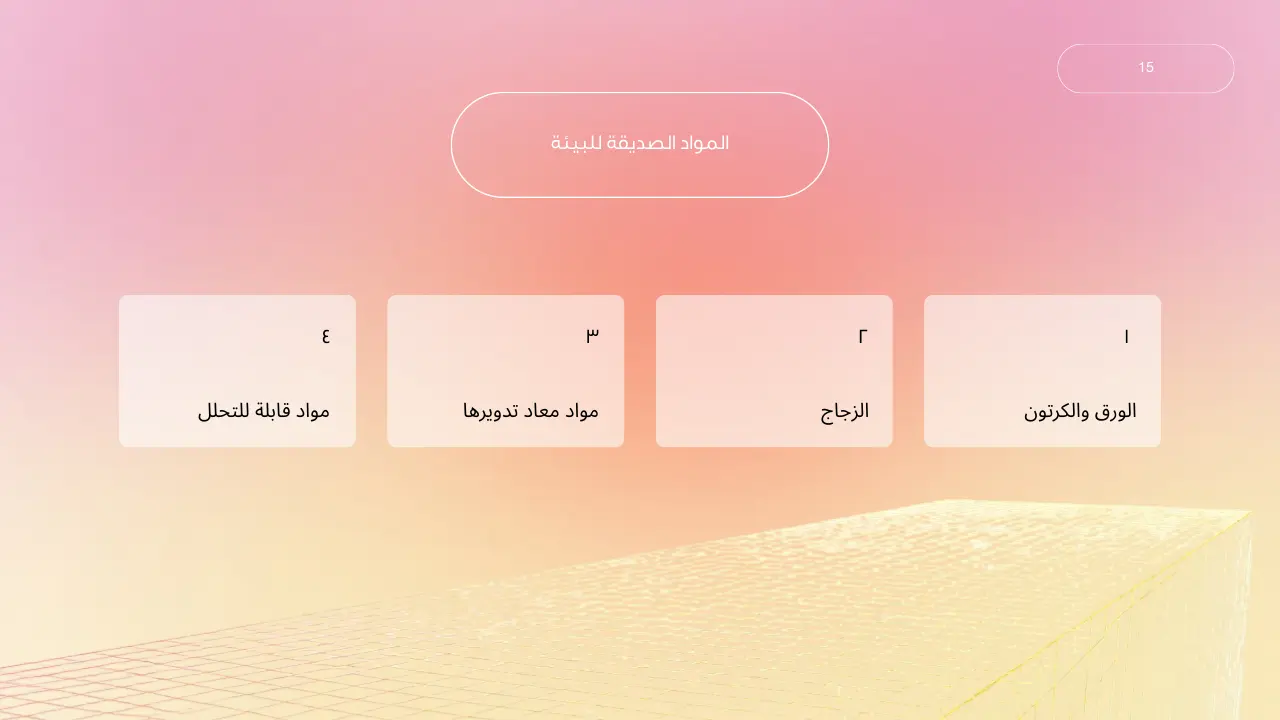 15
المواد الصديقة للبيئة
١
الورق والكرتون
٢
الزجاج
٣
مواد معاد تدويرها
٤
مواد قابلة للتحلل